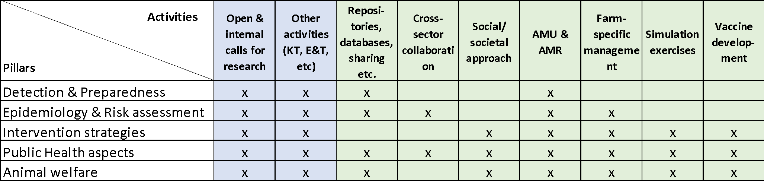 Activities
Pillars
Open & internal calls for research
Other activities (KT, E&T, etc)
Reposi-tories, databases, sharing etc.
Cross-sector collaborati on
Social/ societal approach
AMU & AMR
Farm-specific manageme nt
Simulation exercises
Vaccine develop-ment
Detection & Preparedness x x x x
Epidemiology & Risk assessment x x x x x x
Intervention strategies x x x x x x x
Public Health aspects x x x x x x x x x
Animal welfare x x x x x x x x x